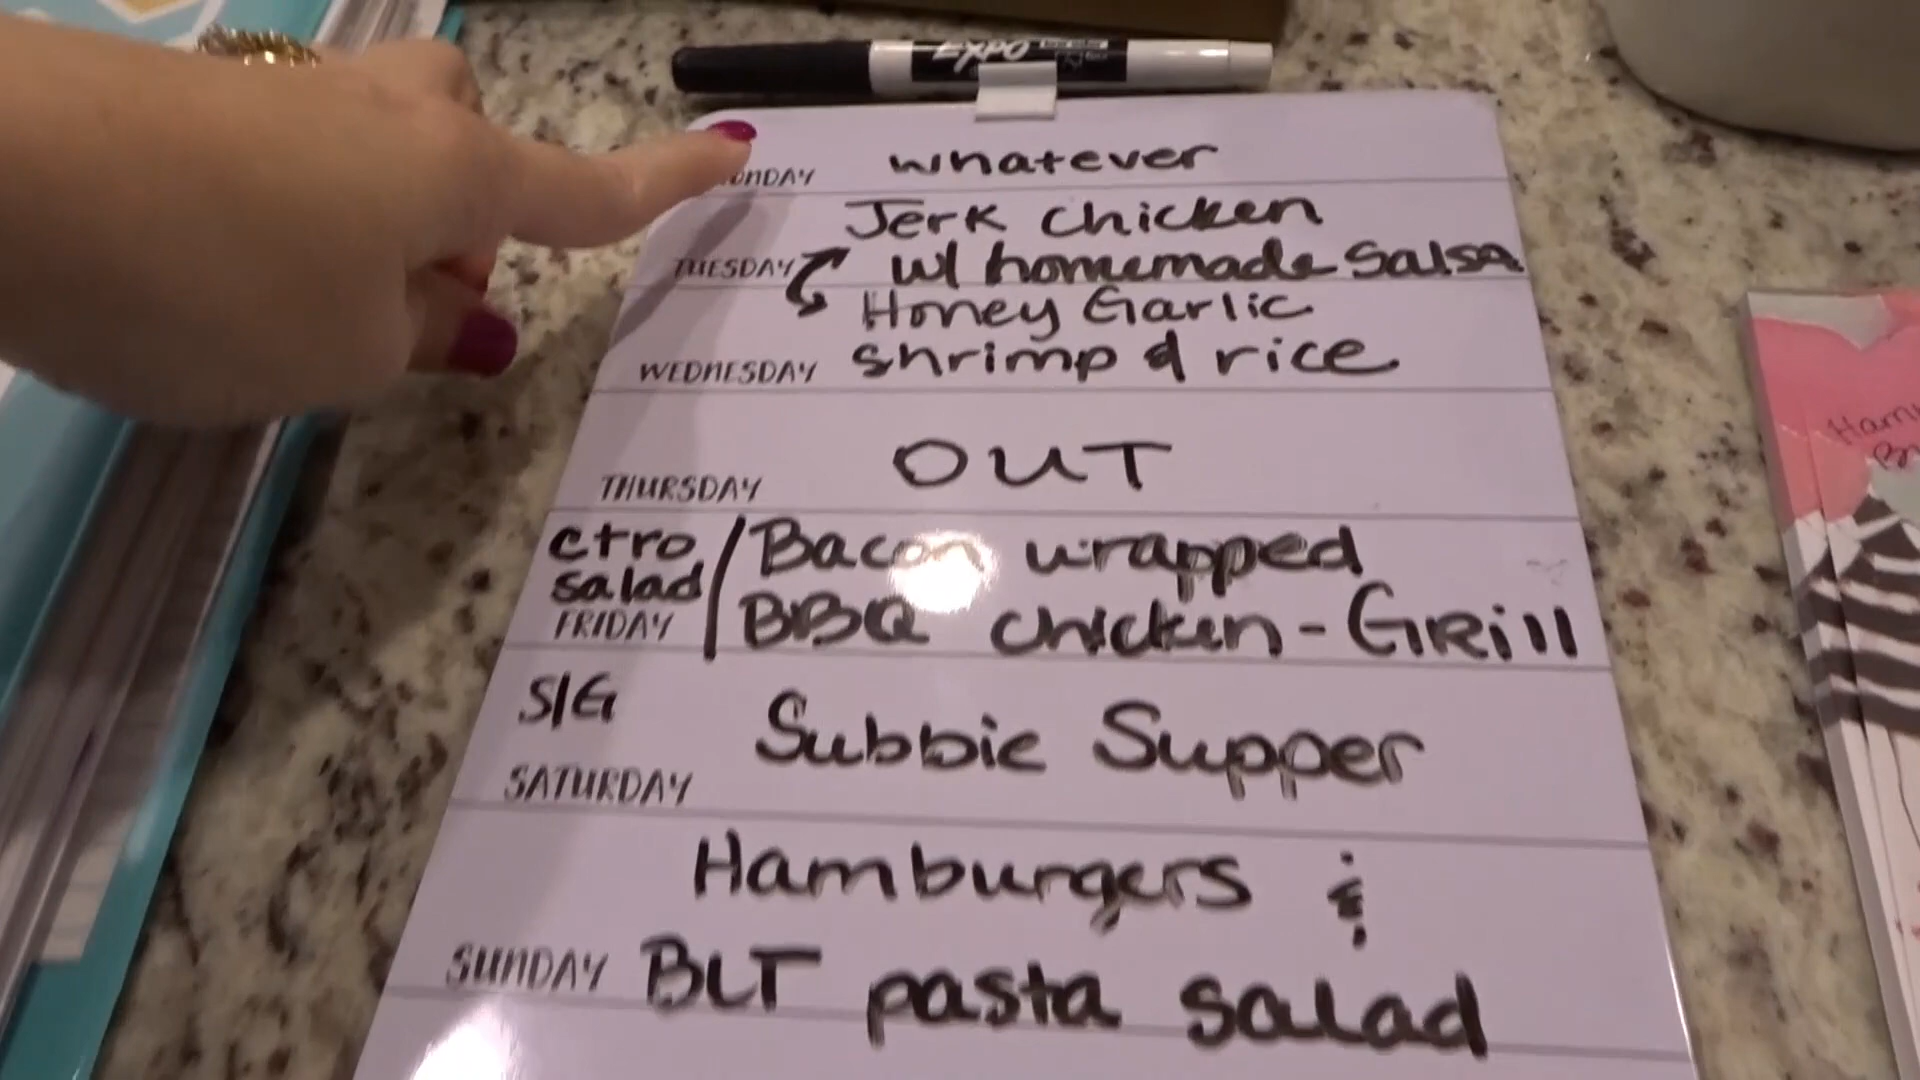 EXPO
MONDAY whatever
Jerk chicken
TUESDAY w/ homemade salsa
Honey Garlic
WEDNESDAY shrimp & rice
THURSDAY OUT
ctro salad / Bacon wrapped
FRIDAY BBQ chicken - Grill
S/G
SATURDAY Subbie Supper
Hamburgers &
SUNDAY BLT pasta salad